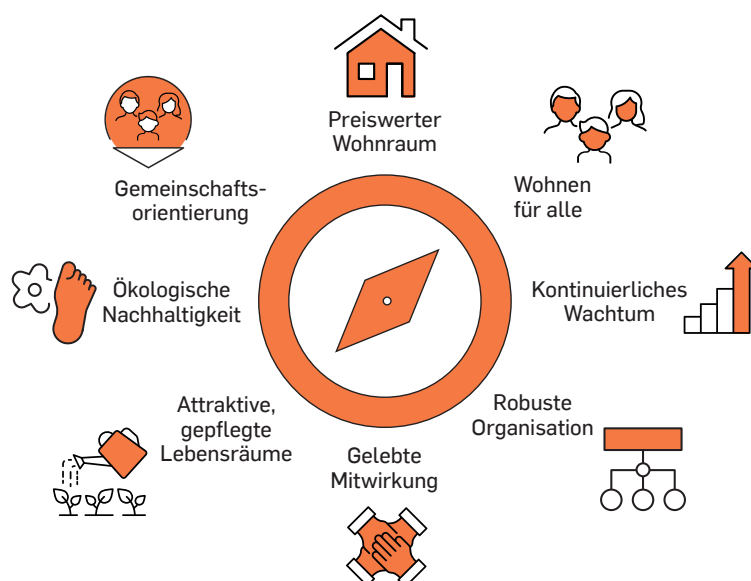 Preiswerter
Wohnraum
Wohnen
für alle
Kontinuierliches
Wachtum
Robuste
Organisation
Gelebte
Mitwirkung
Attraktive,
gepflegte
Lebensräume
Ökologische
Nachhaltigkeit
Gemeinschafts-
orientierung